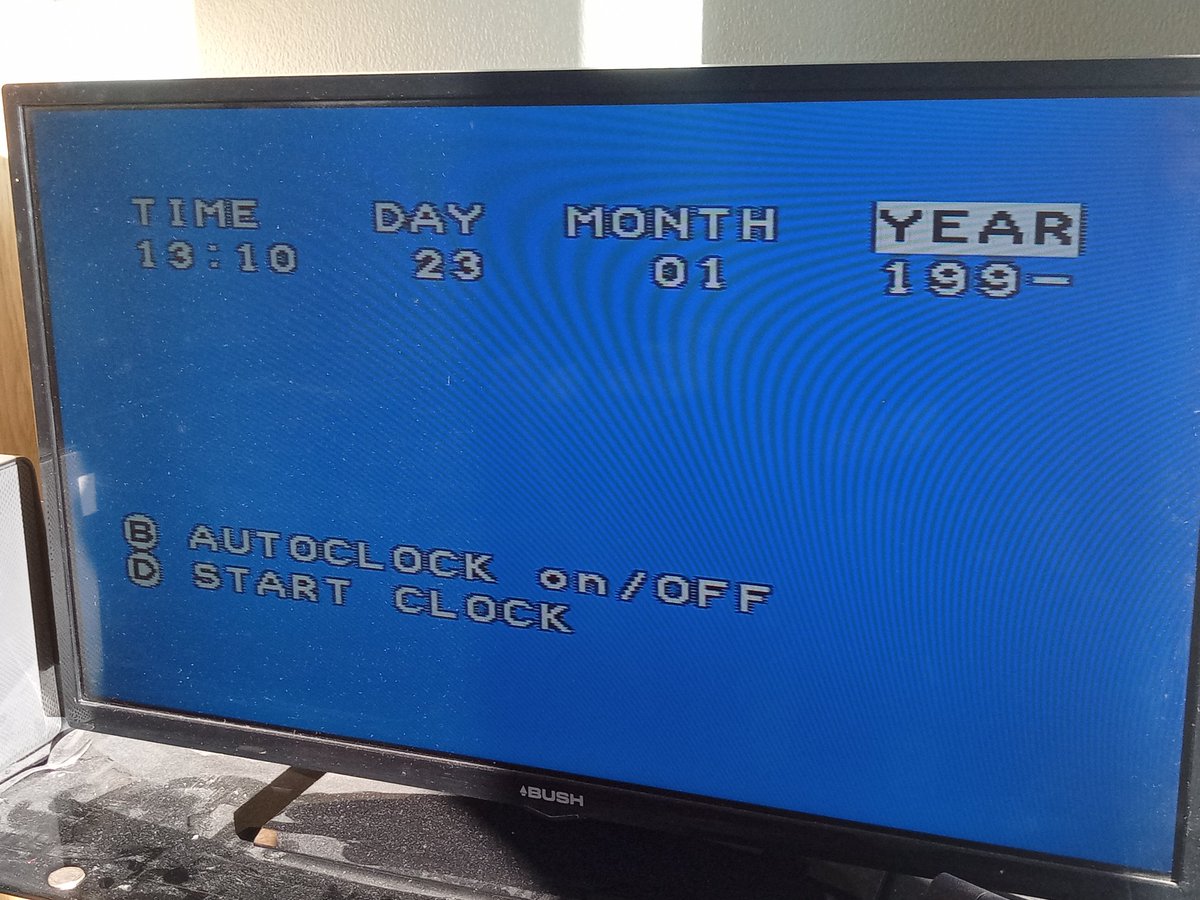 TIME DAY MONTH YEAR
13:10 23 01 199-
B AUTOCLOCK on/OFF
D START CLOCK
BUSH